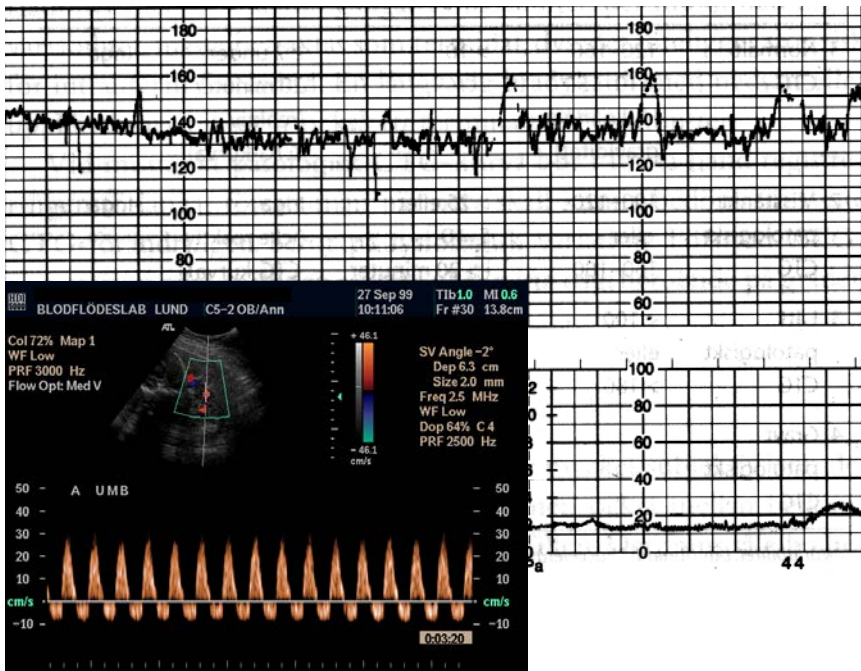 180 180
160 160
140 140
120 120
100 100
80 80
60
BLODFLÖDESLAB LUND C5-2 OB/Ann
27 Sep 99 TIb1.0 MI 0.6
10:11:06 Fr #30 13.8cm
ATL
Col 72% Map 1
WF Low
PRF 3000 Hz
Flow Opt: Med V
+ 46.1
- 46.1
cm/s
SV Angle -2°
Dep 6.3 cm
Size 2.0 mm
Freq 2.5 MHz
WF Low
Dop 64% C 4
PRF 2500 Hz
patologiskt eller
100
80
60
40
20
0
44
A UMB
50 50
40 40
30 30
20 20
10 10
cm/s cm/s
-10 -10
0:03:20